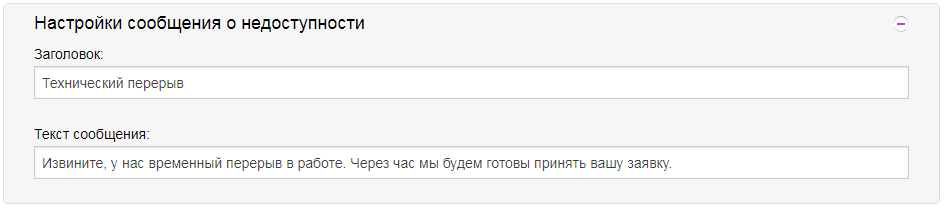 Настройки сообщения о недоступности
Заголовок:
Технический перерыв
Текст сообщения:
Извините, у нас временный перерыв в работе. Через час мы будем готовы принять вашу заявку.